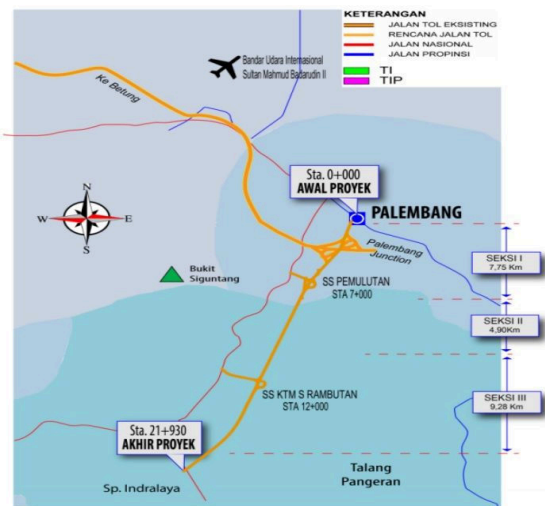 KETERANGAN
JALAN TOL EKSISTING
RENCANA JALAN TOL
JALAN NASIONAL
JALAN PROPINSI
TI
TIP
Bandar Udara Internasional
Sultan Mahmud Badarudin II
Ke Betung
Sta. 0+000
AWAL PROYEK
PALEMBANG
N
W
E
S
Palembang
Junction
SEKSI I
7,75 Km
Bukit
Siguntang
SS PEMULUTAN
STA 7+000
SEKSI II
4,90Km
SS KTM S RAMBUTAN
STA 12+000
SEKSI III
9,28 Km
Sta. 21+930
AKHIR PROYEK
Sp. Indralaya
Talang
Pangeran